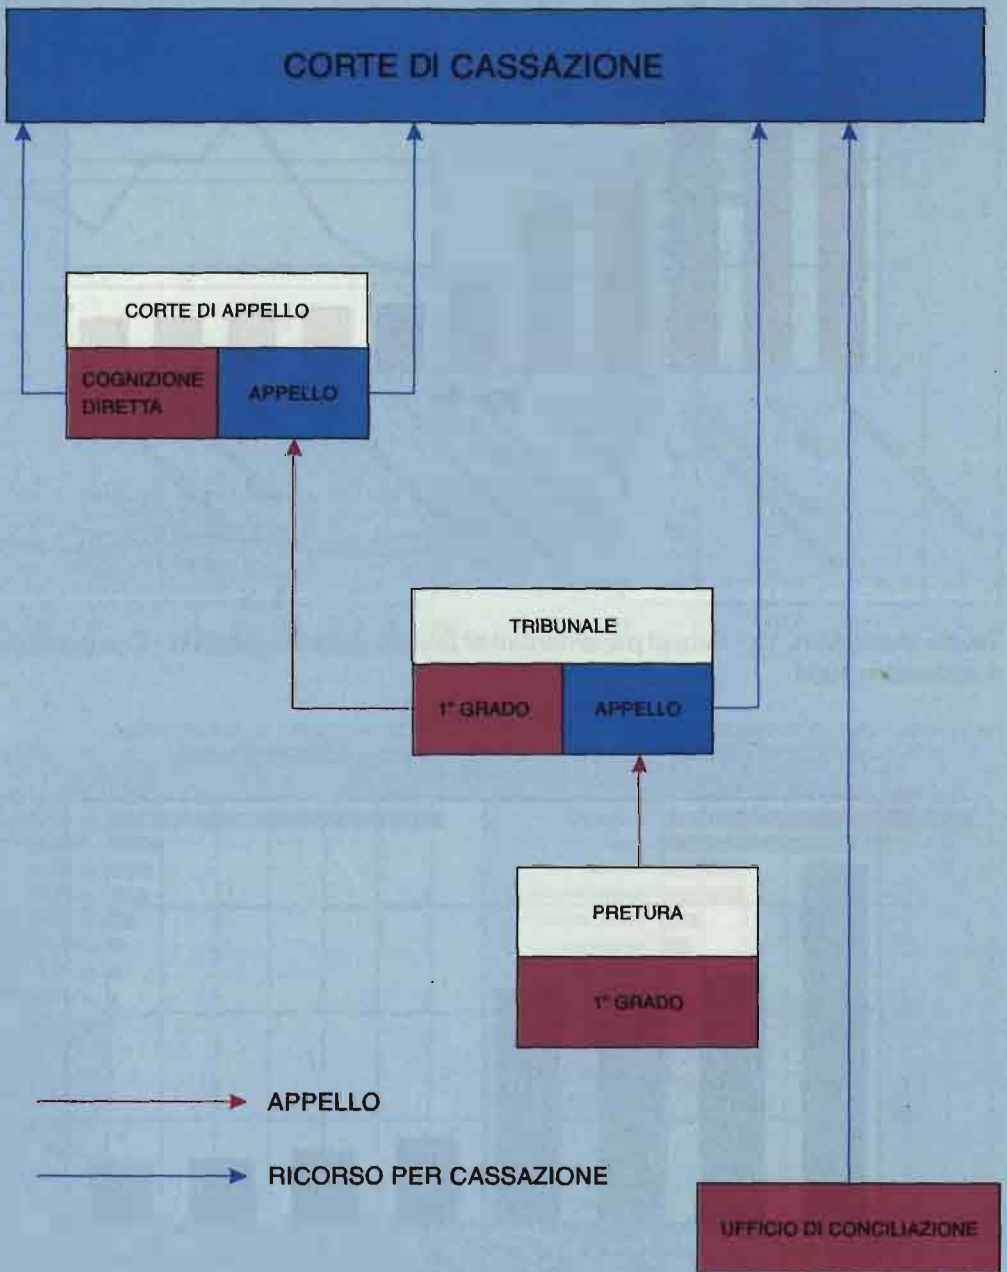 CORTE DI CASSAZIONE
CORTE DI APPELLO
COGNIZIONE
DIRETTA
APPELLO
TRIBUNALE
1° GRADO
APPELLO
PRETURA
1° GRADO
APPELLO
RICORSO PER CASSAZIONE
UFFICIO DI CONCILIAZIONE